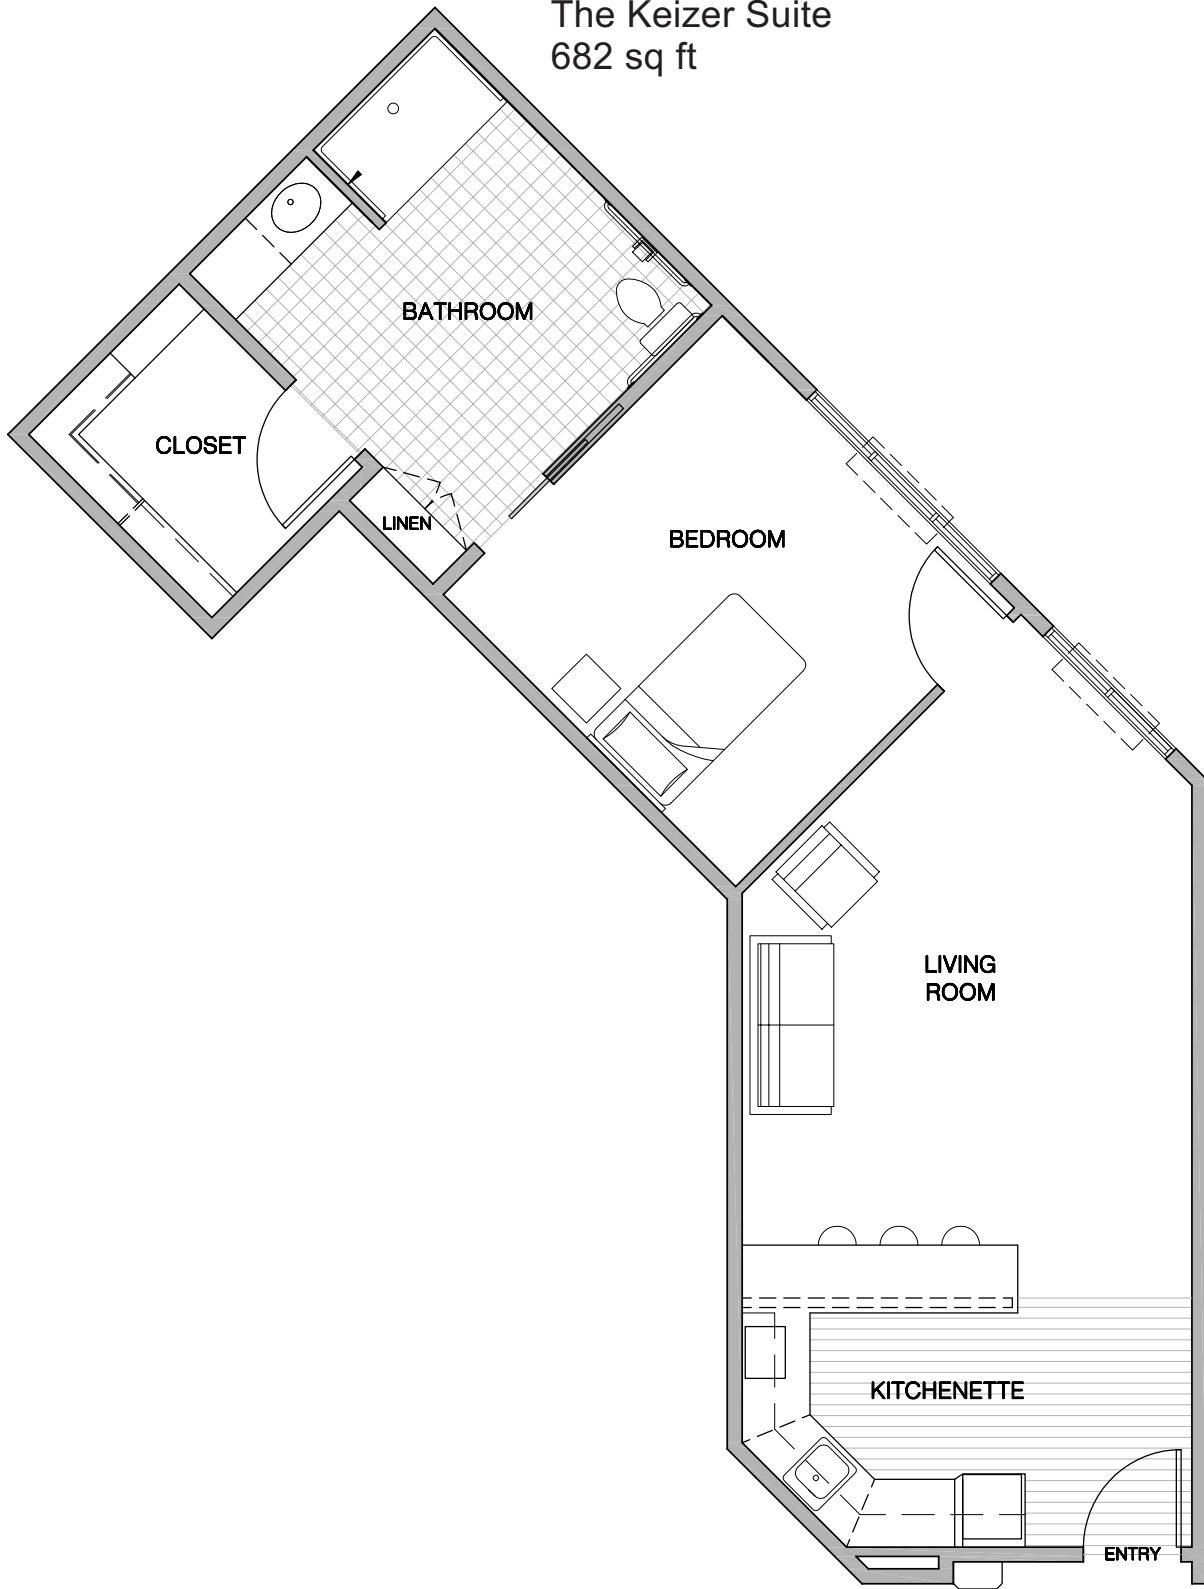 The Keizer Suite
682 sq ft
BATHROOM
CLOSET
LINEN
BEDROOM
LIVING
ROOM
KITCHENETTE
ENTRY